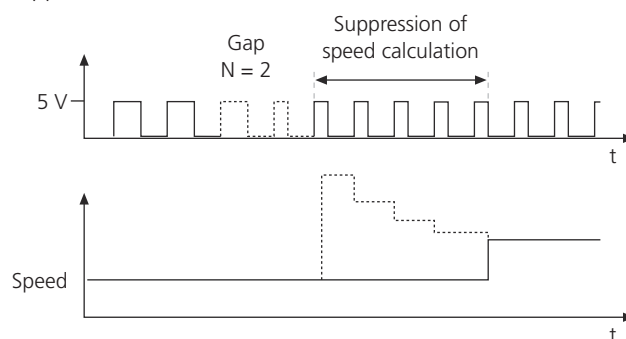 Suppression of
speed calculation
Gap
N = 2
5 V
t
Speed
t